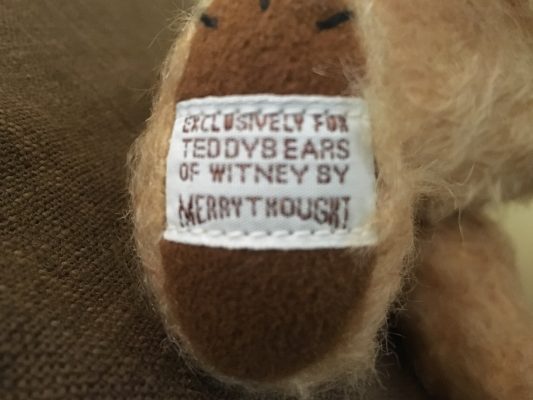 EXCLUSIVELY FOR
TEDDYBEARS
OF WITNEY BY
MERRYTHOUGHT